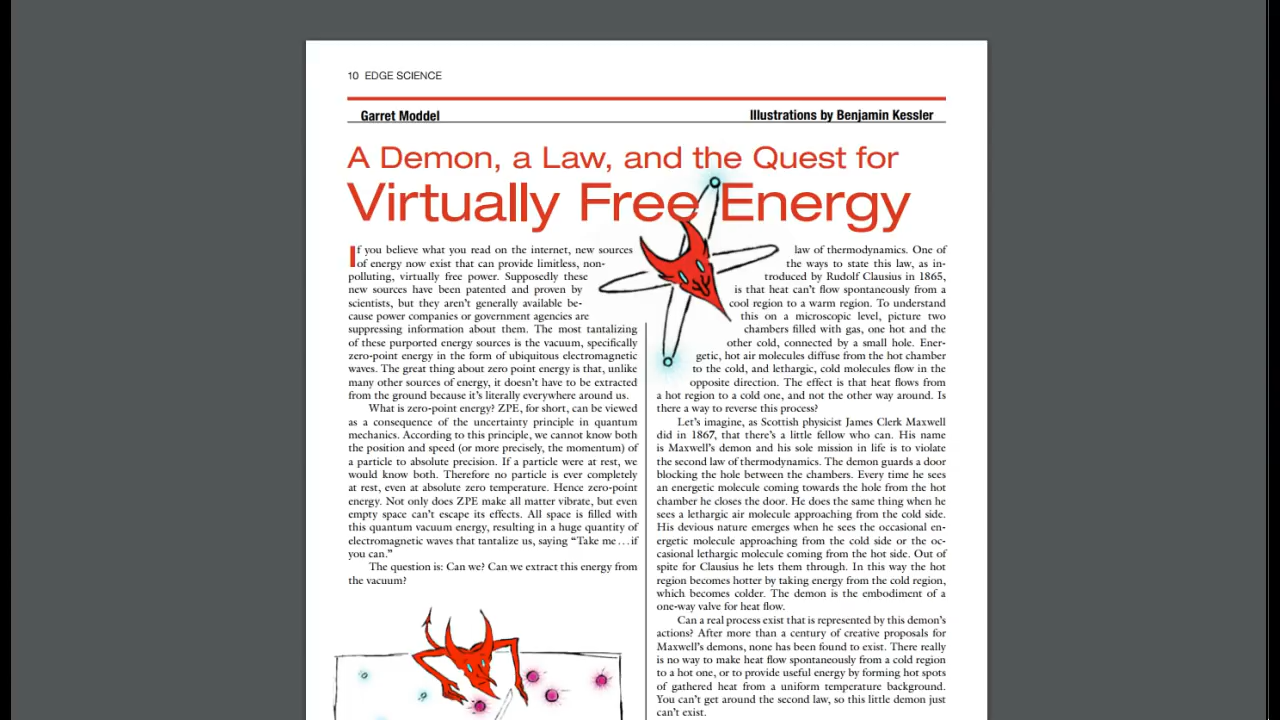 10 EDGE SCIENCE
Garret Moddel
Illustrations by Benjamin Kessler
A Demon, a Law, and the Quest for
Virtually Free Energy
If you believe what you read on the internet, new sources
of energy now exist that can provide limitless, non-
polluting, virtually free power. Supposedly these
new sources have been patented and proven by
scientists, but they aren't generally available be-
cause power companies or government agencies are
suppressing information about them. The most tantalizing
of these purported energy sources is the vacuum, specifically
zero-point energy in the form of ubiquitous electromagnetic
waves. The great thing about zero point energy is that, unlike
many other sources of energy, it doesn't have to be extracted
from the ground because it's literally everywhere around us.
What is zero-point energy? ZPE, for short, can be viewed
as a consequence of the uncertainty principle in quantum
mechanics. According to this principle, we cannot know both
the position and speed (or more precisely, the momentum) of
a particle to absolute precision. If a particle were at rest, we
would know both. Therefore no particle is ever completely
at rest, even at absolute zero temperature. Hence zero-point
energy. Not only does ZPE make all matter vibrate, but even
empty space can't escape its effects. All space is filled with
this quantum vacuum energy, resulting in a huge quantity of
electromagnetic waves that tantalize us, saying "Take me . . . if
you can."
The question is: Can we? Can we extract this energy from
the vacuum?
law of thermodynamics. One of
the ways to state this law, as in-
troduced by Rudolf Clausius in 1865,
is that heat can't flow spontaneously from a
cool region to a warm region. To understand
this on a microscopic level, picture two
chambers filled with gas, one hot and the
other cold, connected by a small hole. Ener-
getic, hot air molecules diffuse from the hot chamber
to the cold, and lethargic, cold molecules flow in the
opposite direction. The effect is that heat flows from
a hot region to a cold one, and not the other way around. Is
there a way to reverse this process?
Let's imagine, as Scottish physicist James Clerk Maxwell
did in 1867, that there's a little fellow who can. His name
is Maxwell's demon and his sole mission in life is to violate
the second law of thermodynamics. The demon guards a door
blocking the hole between the chambers. Every time he sees
an energetic molecule coming towards the hole from the hot
chamber he closes the door. He does the same thing when he
sees a lethargic air molecule approaching from the cold side.
His devious nature emerges when he sees the occasional en-
ergetic molecule approaching from the cold side or the oc-
casional lethargic molecule coming from the hot side. Out of
spite for Clausius he lets them through. In this way the hot
region becomes hotter by taking energy from the cold region,
which becomes colder. The demon is the embodiment of a
one-way valve for heat flow.
Can a real process exist that is represented by this demon's
actions? After more than a century of creative proposals for
Maxwell's demons, none has been found to exist. There really
is no way to make heat flow spontaneously from a cold region
to a hot one, or to provide useful energy by forming hot spots
of gathered heat from a uniform temperature background.
You can't get around the second law, so this little demon just
can't exist.